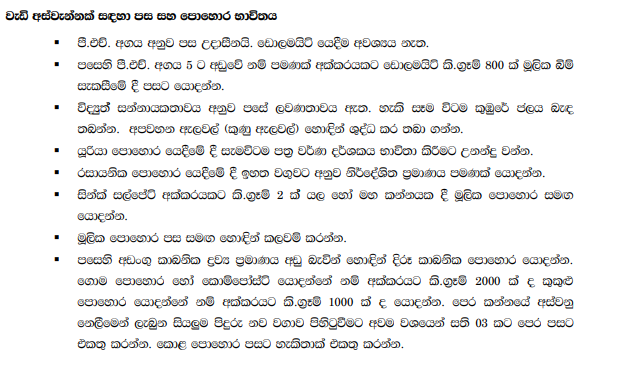 වැඩි අස්වැන්නක් සඳහා පස සහ පොහොර භාවිතය
▪ පී.එච්. අගය අනුව පස උදාසීනයි. ඩොලමයිට් යෙදීම අවශ්‍යය නැත.
▪ පසෙහි පී.එච්. අගය 5 ට අඩුවේ නම් පමණක් අක්කරයකට ඩොලමයිට් කි.ග්‍රෑම් 800 ක් මූලික බිම්
සැකසීමේ දී පසට යොදන්න.
▪ විද්‍යුත් සන්නායකතාවය අනුව පසේ ලවණතාවය ඇත. හැකි සෑම විටම කුඹුරේ ජලය බැඳ
තබන්න. අපවහන ඇලවල් (කුණු ඇලවල්) හොඳින් ශුද්ධ කර තබා ගන්න.
▪ යූරියා පොහොර යෙදීමේ දී සැමවිටම පත්‍ර වර්ණ දර්ශකය භාවිතා කිරීමට උනන්දු වන්න.
▪ රසායනික පොහොර යෙදීමේ දී ඉහත වගුවට අනුව නිර්දේශිත ප්‍රමාණය පමණක් යොදන්න.
▪ සින්ක් සල්පේට් අක්කරයකට කි.ග්‍රෑම් 2 ක් යල හෝ මහ කන්නයක දී මූලික පොහොර සමඟ
යොදන්න.
▪ මූලික පොහොර පස සමඟ හොඳින් කලවම් කරන්න.
▪ පසෙහි අඩංගු කාබනික ද්‍රව්‍ය ප්‍රමාණය අඩු බැවින් හොඳින් දිරූ කාබනික පොහොර යොදන්න.
ගොම පොහොර හෝ කොම්පෝස්ට් යොදන්නේ නම් අක්කරයට කි.ග්‍රෑම් 2000 ක් ද කුකුළු
පොහොර යොදන්නේ නම් අක්කරයට කි.ග්‍රෑම් 1000 ක් ද යොදන්න. පෙර කන්නයේ අස්වනු
නෙලීමෙන් ලැබුන සියලුම පිදුරු නව වගාව පිහිටුවීමට අවම වශයෙන් සති 03 කට පෙර පසට
එකතු කරන්න. කොළ පොහොර පසට හැකිතාක් එකතු කරන්න.